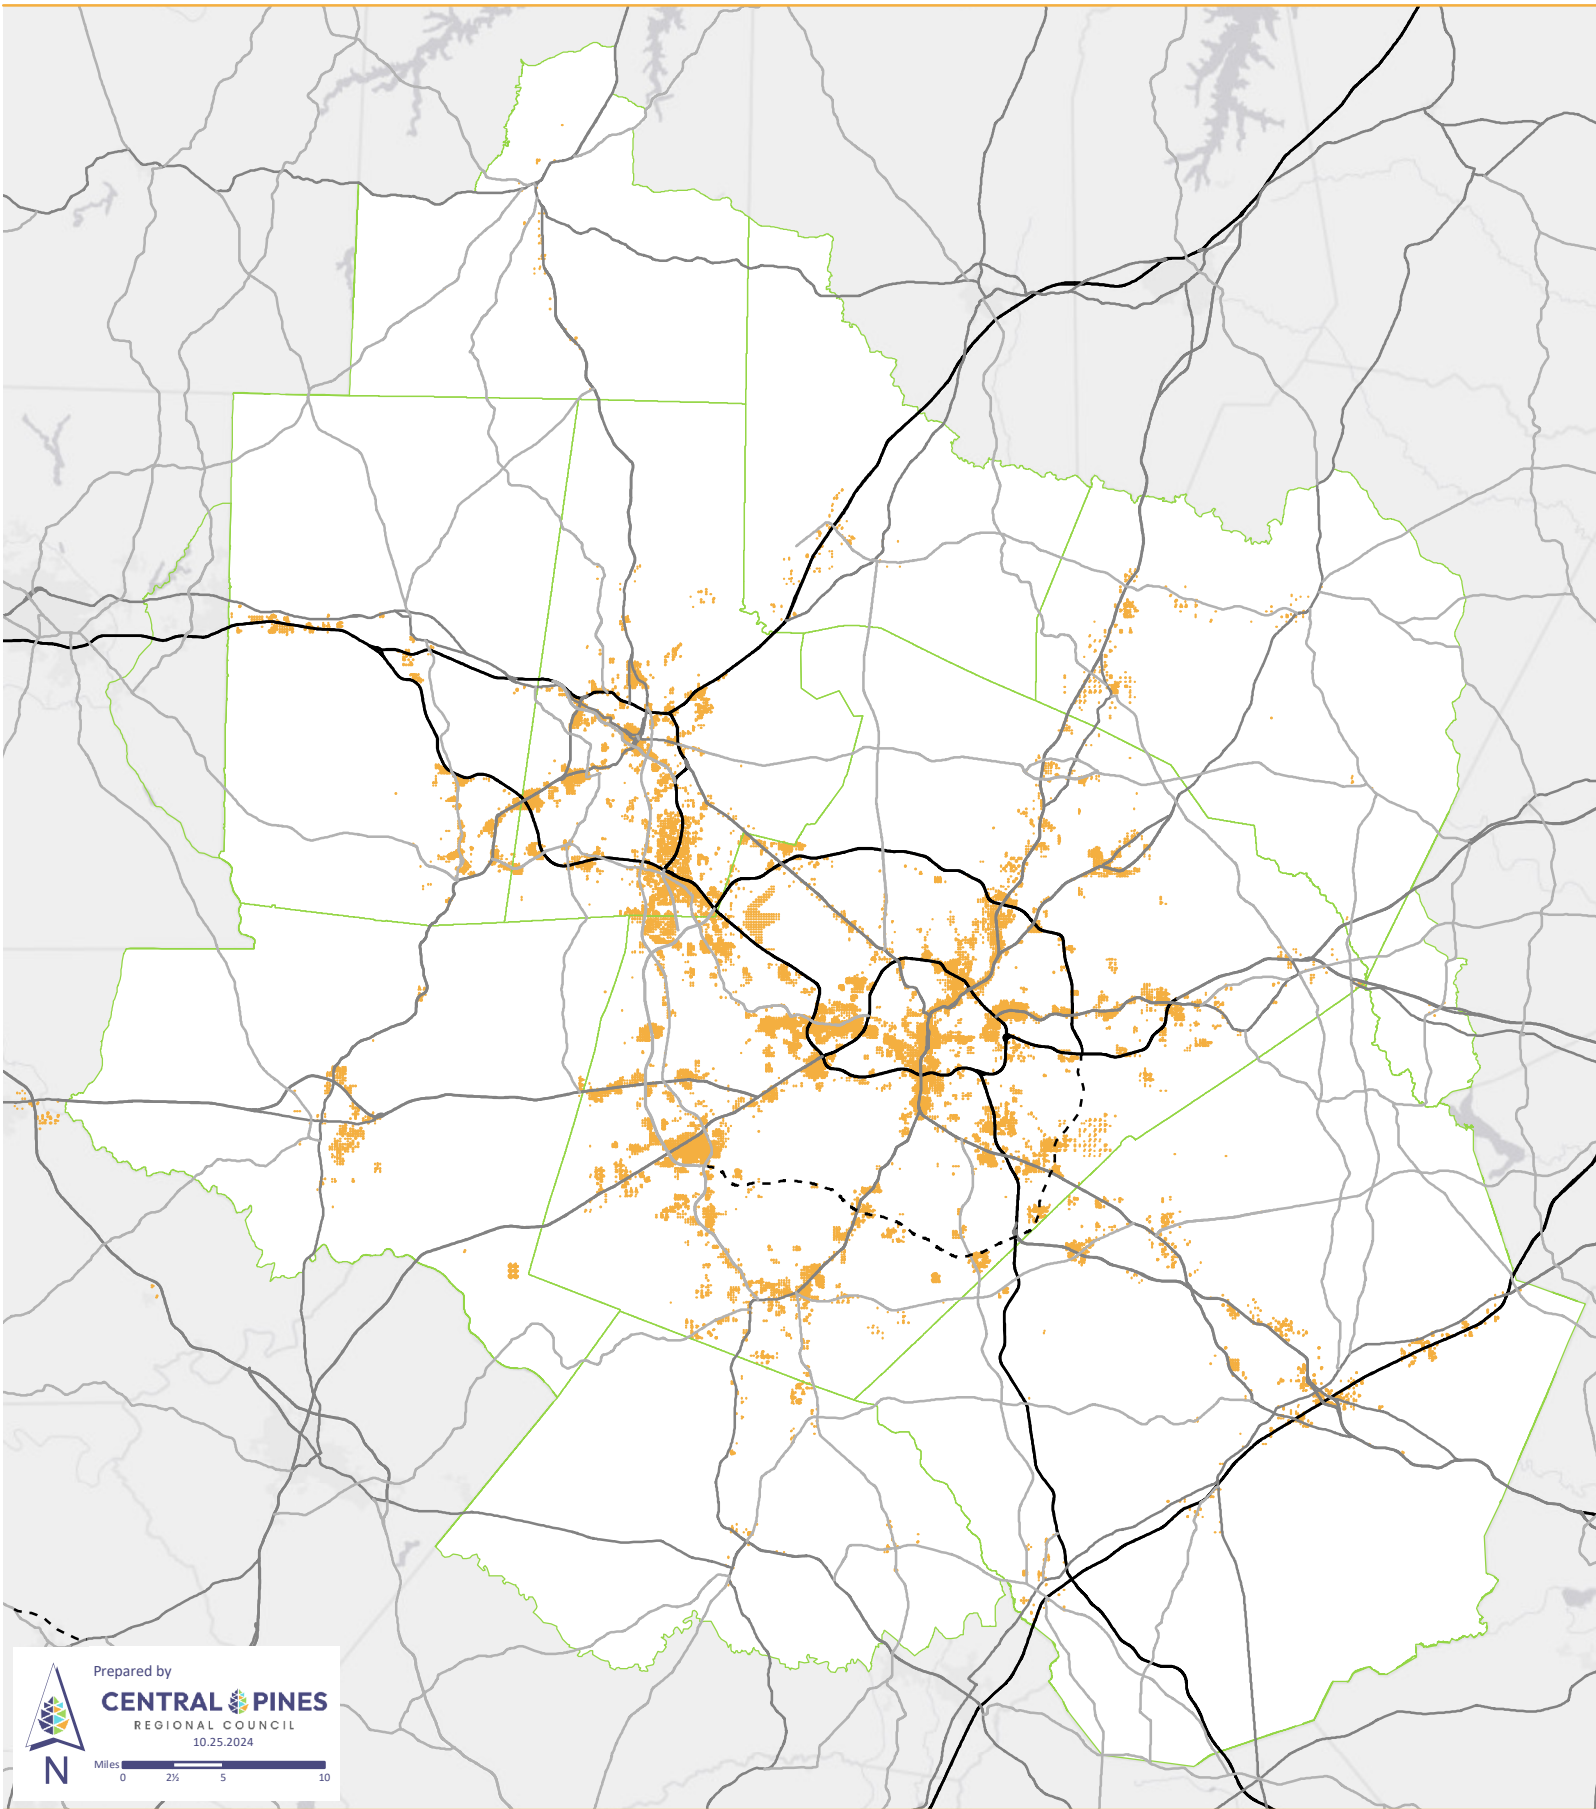 Prepared by
CENTRAL PINES
REGIONAL COUNCIL
10.25.2024
N
Miles
0 2½ 5 10